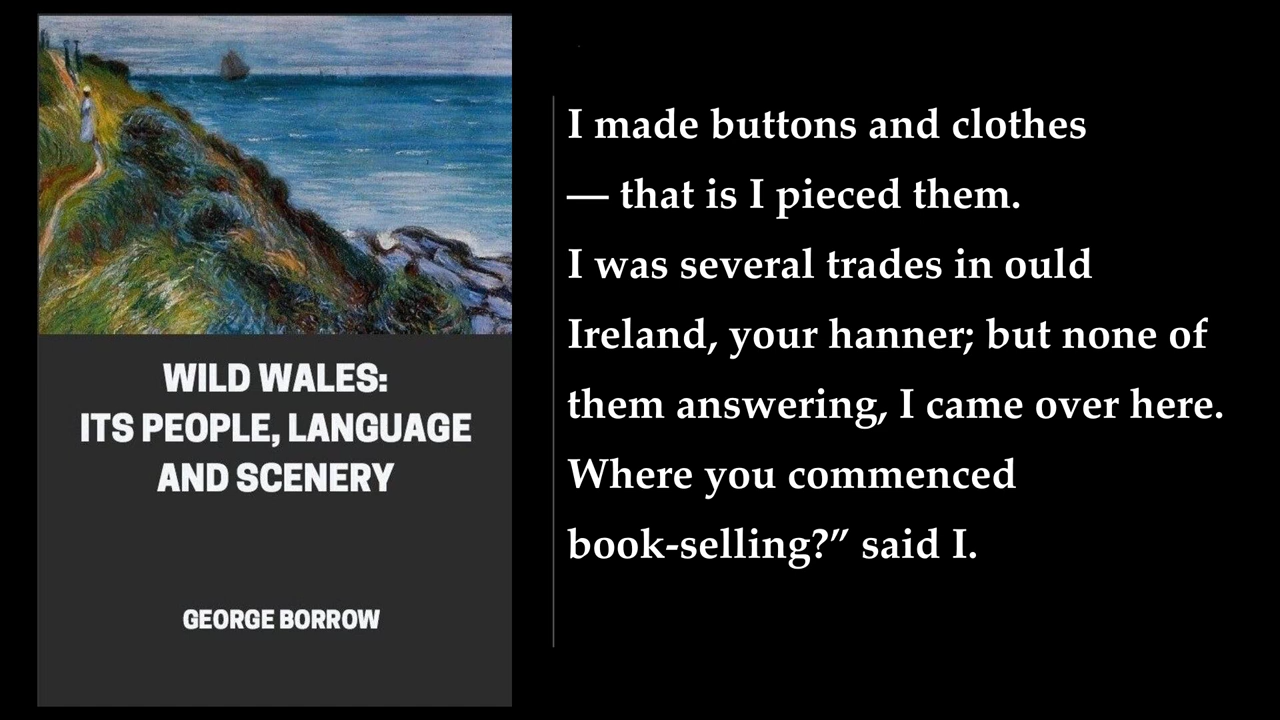 WILD WALES:
ITS PEOPLE, LANGUAGE
AND SCENERY
GEORGE BORROW
I made buttons and clothes
— that is I pieced them.
I was several trades in ould
Ireland, your hanner; but none of
them answering, I came over here.
Where you commenced
book-selling?” said I.